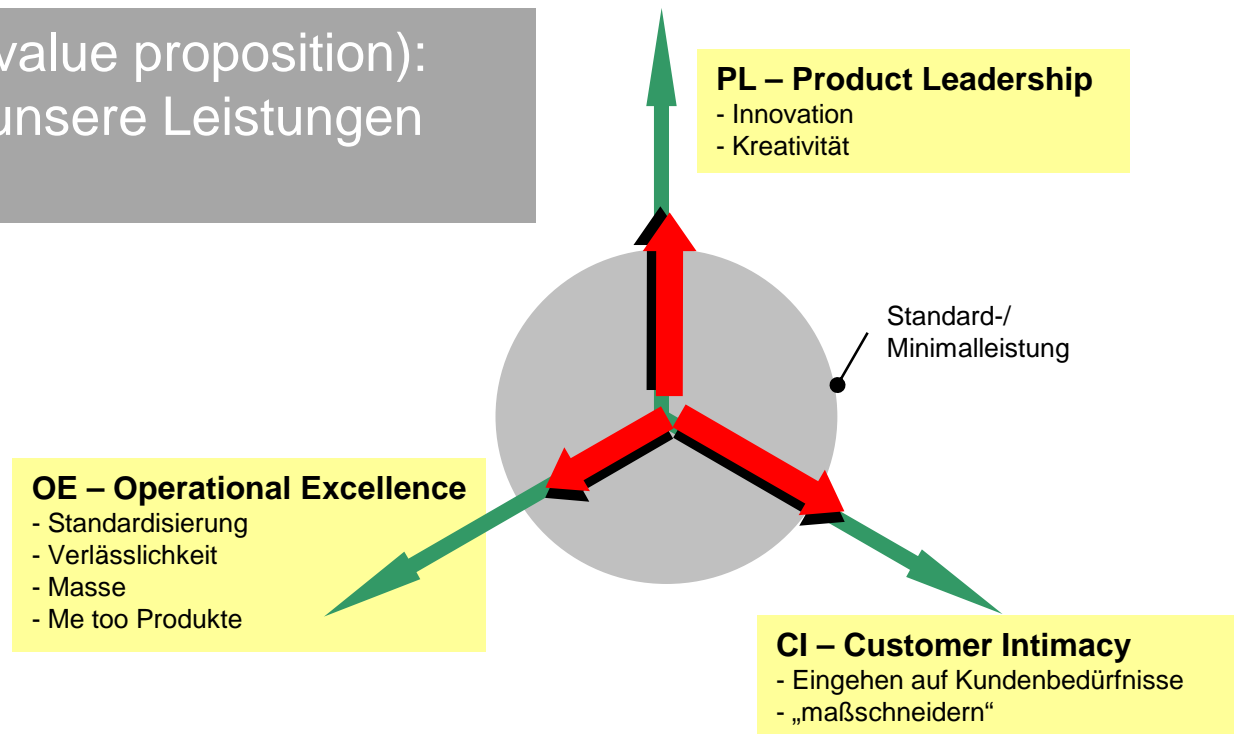 value proposition):
unsere Leistungen
PL – Product Leadership
- Innovation
- Kreativität
Standard-/
Minimalleistung
OE – Operational Excellence
- Standardisierung
- Verlässlichkeit
- Masse
- Me too Produkte
CI – Customer Intimacy
- Eingehen auf Kundenbedürfnisse
- „maßschneidern“